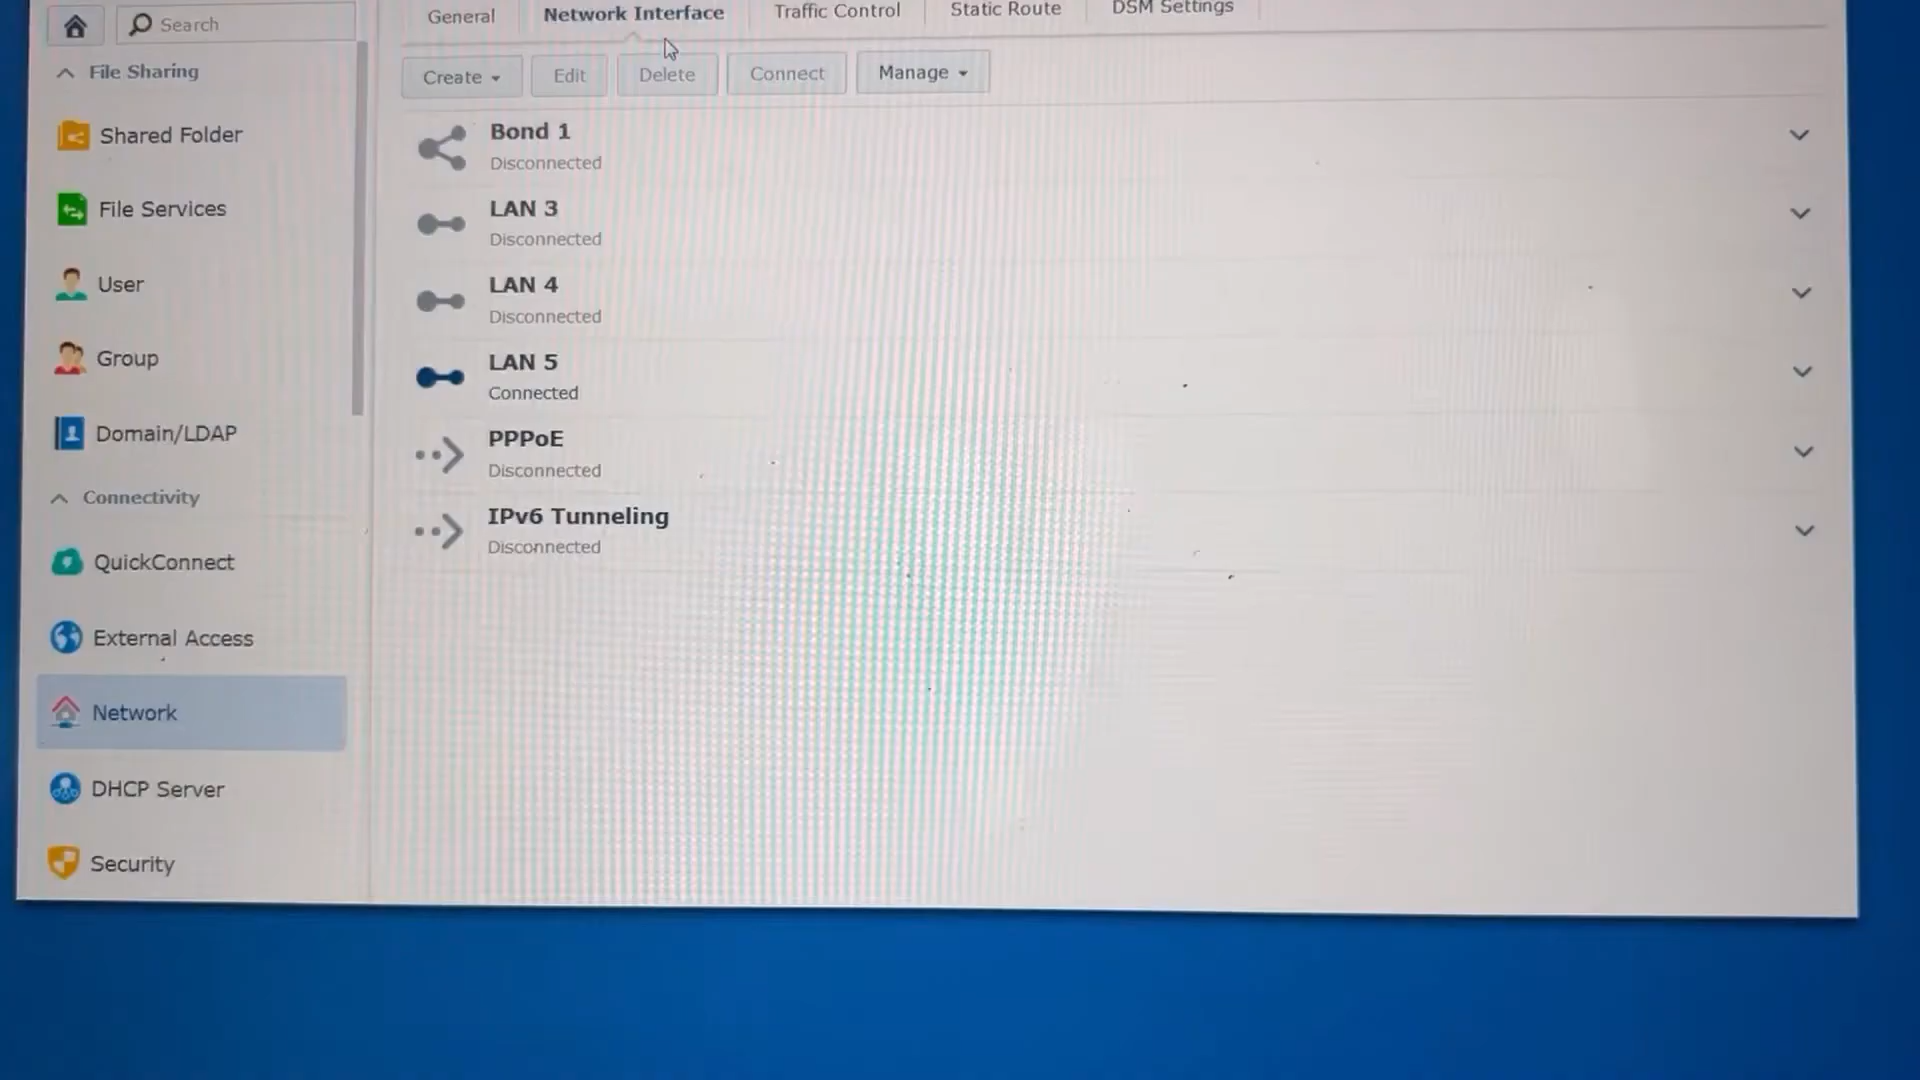 Search
General
Network Interface
Traffic Control
Static Route
DSM Settings
Create
Edit
Delete
Connect
Manage
File Sharing
Shared Folder
File Services
User
Group
Domain/LDAP
Connectivity
QuickConnect
External Access
Network
DHCP Server
Security
Bond 1
Disconnected
LAN 3
Disconnected
LAN 4
Disconnected
LAN 5
Connected
PPPoE
Disconnected
IPv6 Tunneling
Disconnected